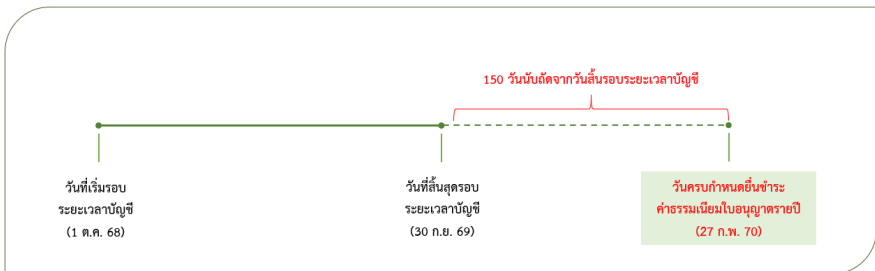 150 วันนับถัดจากวันสิ้นรอบระยะเวลาบัญชี
วันที่เริ่มรอบ
ระยะเวลาบัญชี
(1 ต.ค. 68)
วันที่สิ้นสุดรอบ
ระยะเวลาบัญชี
(30 ก.ย. 69)
วันครบกำหนดยื่นชำระ
ค่าธรรมเนียมใบอนุญาตรายปี
(27 ก.พ. 70)